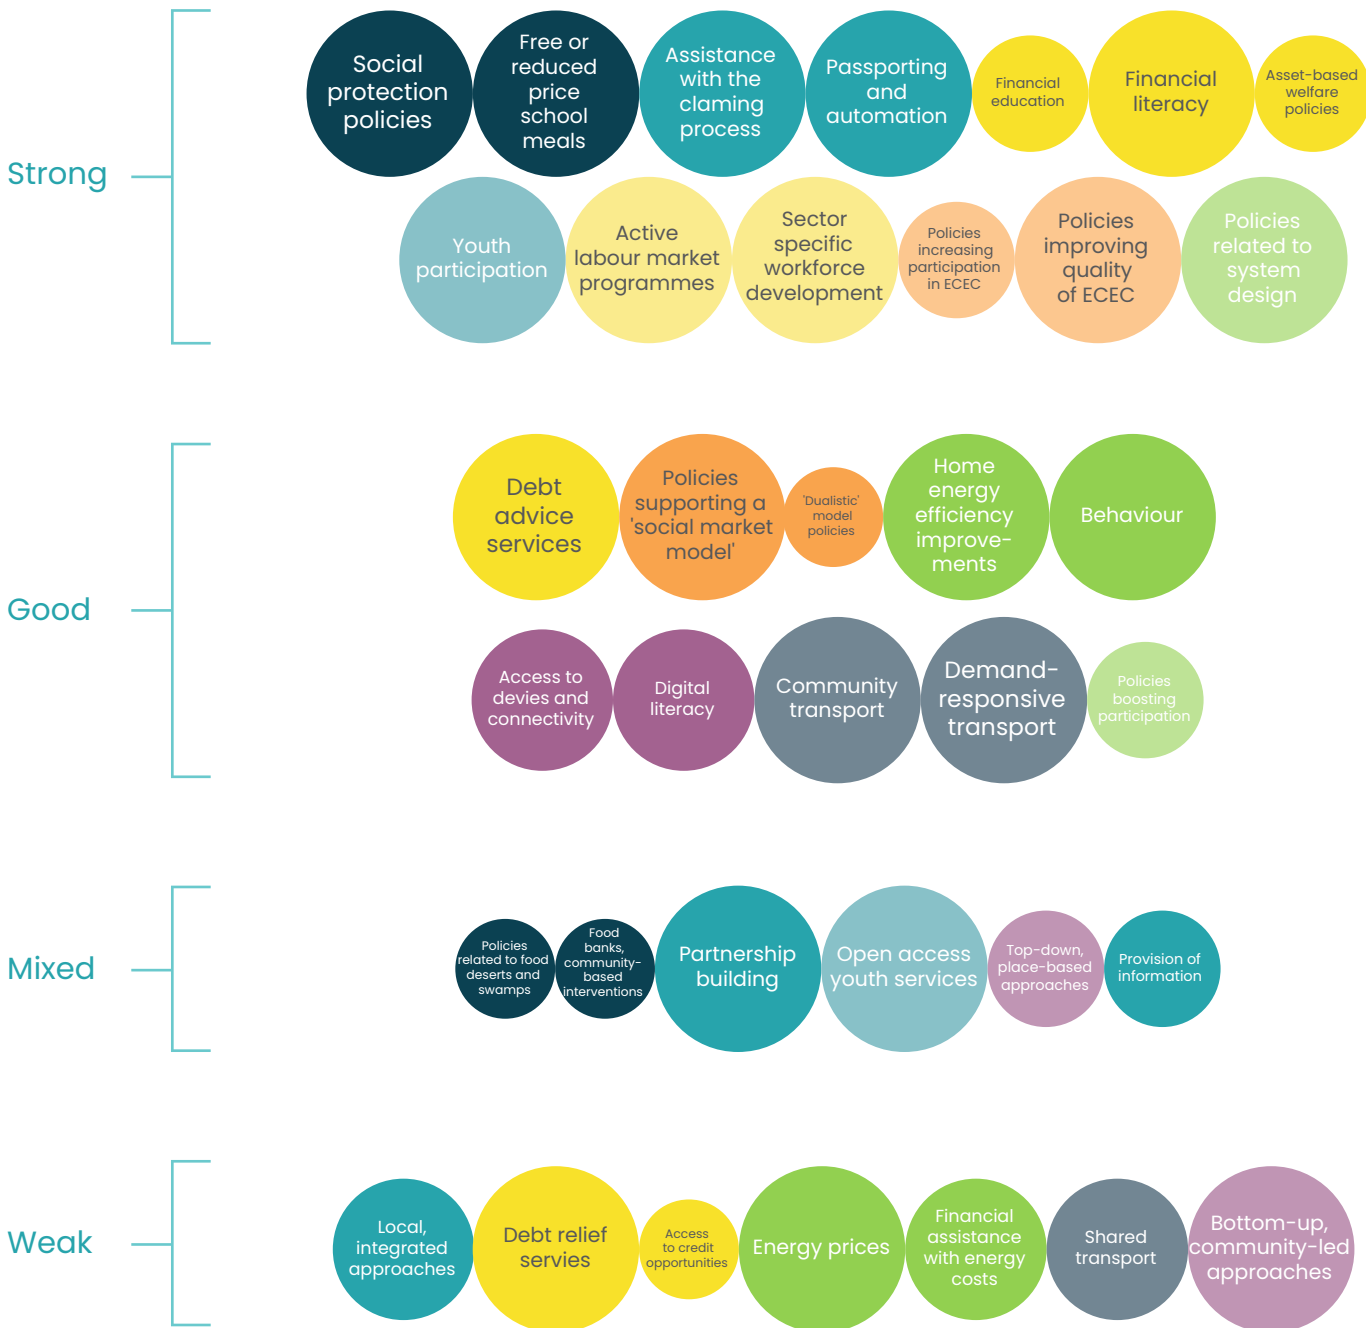 Strong
Social
protection
policies
Free or
reduced
price
school
meals
Assistance
with the
claming
process
Passporting
and
automation
Financial
education
Financial
literacy
Asset-based
welfare
policies
Youth
participation
Active
labour market
programmes
Sector
specific
workforce
development
Policies
increasing
participation
in ECEC
Policies
improving
quality
of ECEC
Policies
related to
system
design
Good
Debt
advice
services
Policies
supporting a
'social market
model'
'Dualistic'
model
policies
Home
energy
efficiency
improve-
ments
Behaviour
Access to
devies and
connectivity
Digital
literacy
Community
transport
Demand-
responsive
transport
Policies
boosting
participation
Mixed
Policies
related to food
deserts and
swamps
Food
banks,
community-
based
interventions
Partnership
building
Open access
youth services
Top-down,
place-based
approaches
Provision of
information
Weak
Local,
integrated
approaches
Debt relief
servies
Access
to credit
opportunities
Energy prices
Financial
assistance
with energy
costs
Shared
transport
Bottom-up,
community-led
approaches